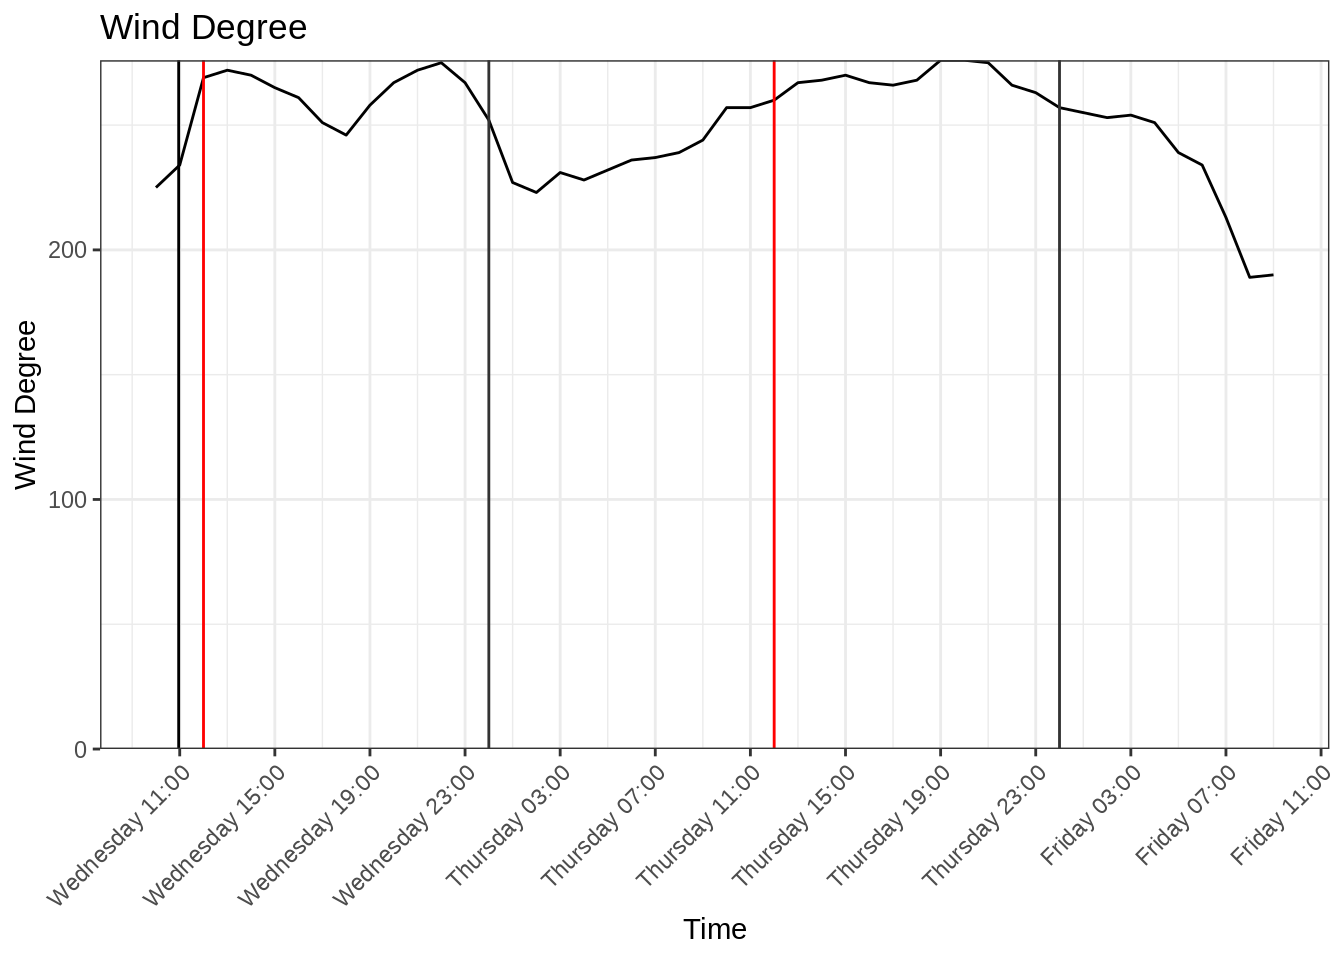 Wind Degree
Wind Degree
200
100
0
Wednesday 11:00
Wednesday 15:00
Wednesday 19:00
Wednesday 23:00
Thursday 03:00
Thursday 07:00
Thursday 11:00
Thursday 15:00
Thursday 19:00
Thursday 23:00
Friday 03:00
Friday 07:00
Friday 11:00
Time